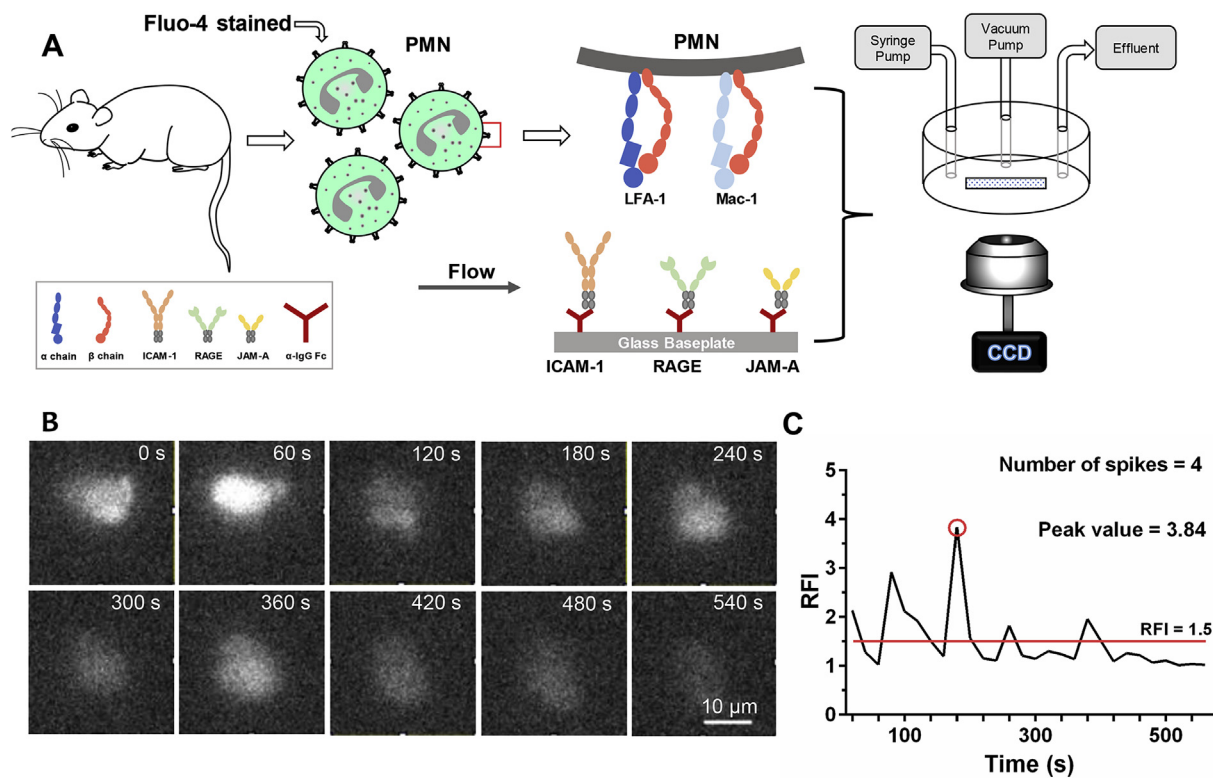 A
Fluo-4 stained
PMN
PMN
LFA-1
Mac-1
Syringe
Pump
Vacuum
Pump
Effluent
Flow
α chain
β chain
ICAM-1
RAGE
JAM-A
α-IgG Fc
Glass Baseplate
ICAM-1
RAGE
JAM-A
CCD
B
0 s
60 s
120 s
180 s
240 s
300 s
360 s
420 s
480 s
540 s
10 µm
C
Number of spikes = 4
Peak value = 3.84
RFI = 1.5
RFI
5
4
3
2
1
0
100
300
500
Time (s)